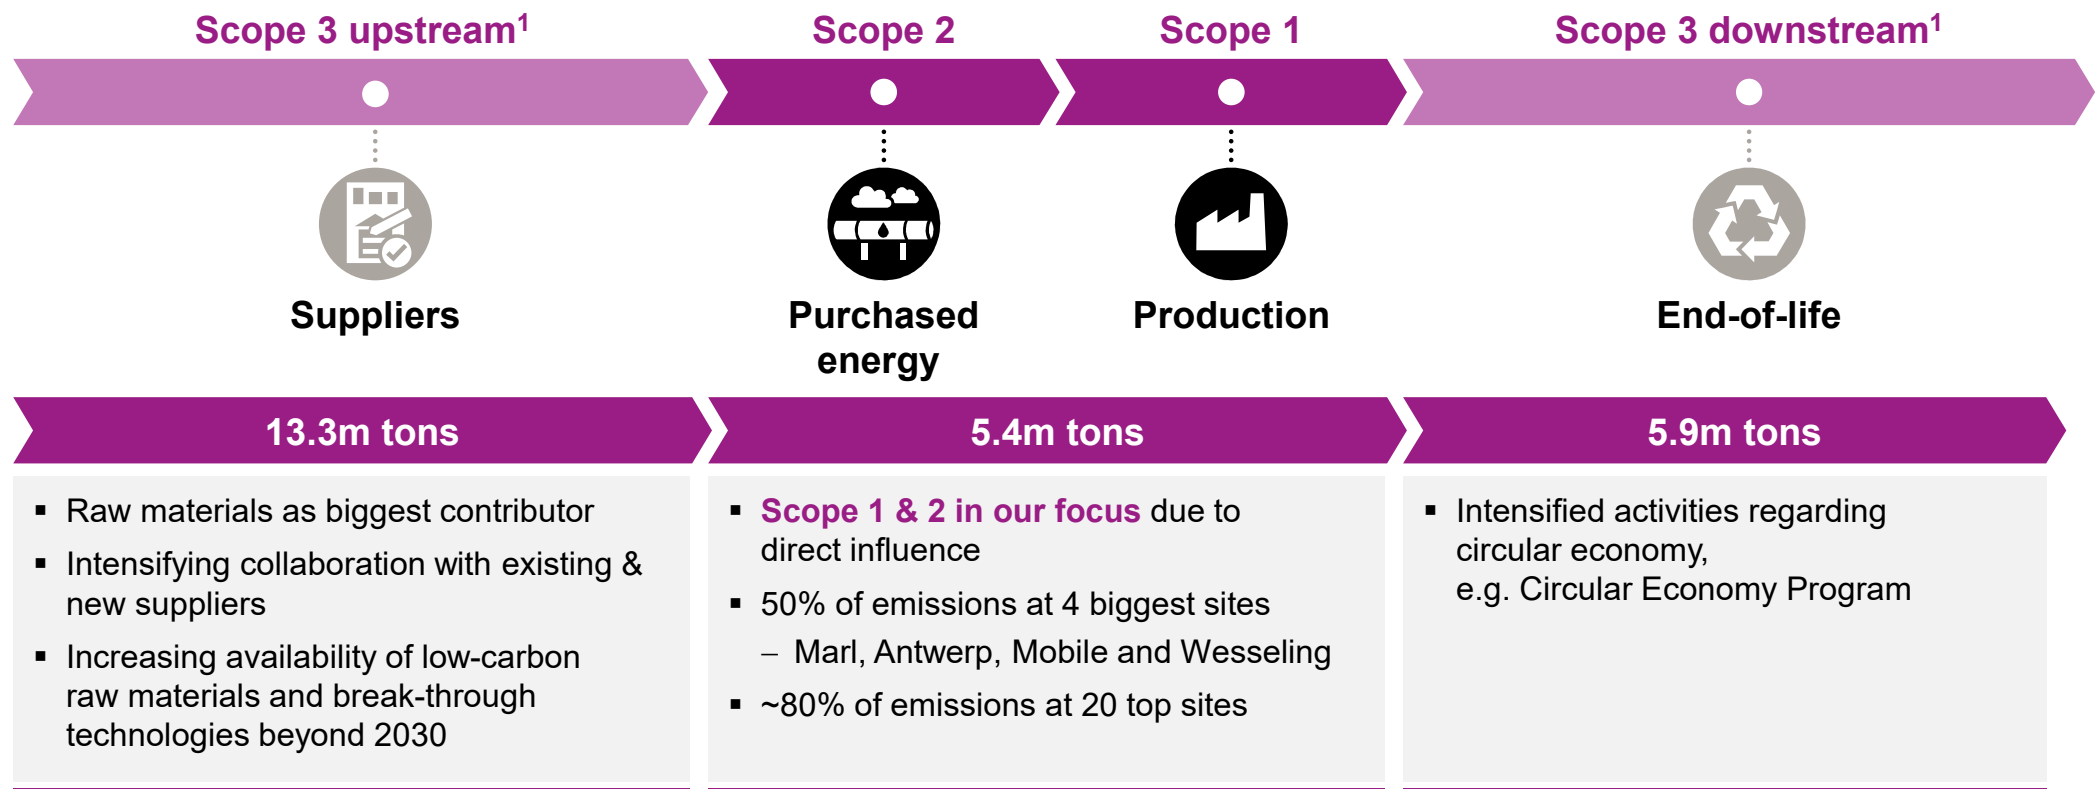 Scope 3 upstream¹
Scope 2
Scope 1
Scope 3 downstream¹
Suppliers
Purchased
energy
Production
End-of-life
13.3m tons
5.4m tons
5.9m tons
▪ Raw materials as biggest contributor
▪ Intensifying collaboration with existing &
new suppliers
▪ Increasing availability of low-carbon
raw materials and break-through
technologies beyond 2030
▪ Scope 1 & 2 in our focus due to
direct influence
▪ 50% of emissions at 4 biggest sites
– Marl, Antwerp, Mobile and Wesseling
▪ ~80% of emissions at 20 top sites
▪ Intensified activities regarding
circular economy,
e.g. Circular Economy Program